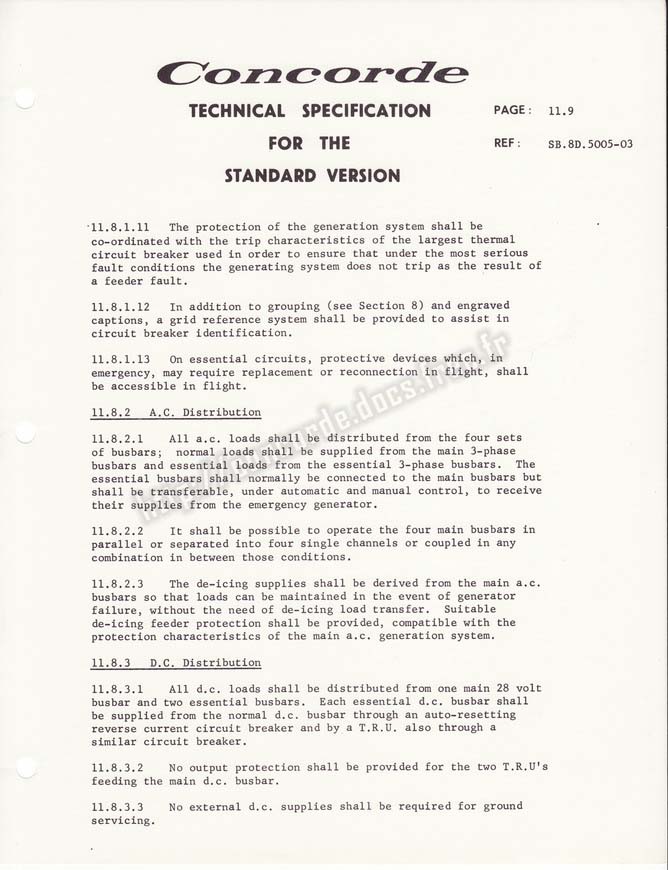 Concorde
TECHNICAL SPECIFICATION
FOR THE
STANDARD VERSION
PAGE: 11.9
REF: SB.8D.5005-03
11.8.1.11 The protection of the generation system shall be
co-ordinated with the trip characteristics of the largest thermal
circuit breaker used in order to ensure that under the most serious
fault conditions the generating system does not trip as the result of
a feeder fault.
11.8.1.12 In addition to grouping (see Section 8) and engraved
captions, a grid reference system shall be provided to assist in
circuit breaker identification.
11.8.1.13 On essential circuits, protective devices which, in
emergency, may require replacement or reconnection in flight, shall
be accessible in flight.
11.8.2 A.C. Distribution
11.8.2.1 All a.c. loads shall be distributed from the four sets
of busbars; normal loads shall be supplied from the main 3-phase
busbars and essential loads from the essential 3-phase busbars. The
essential busbars shall normally be connected to the main busbars but
shall be transferable, under automatic and manual control, to receive
their supplies from the emergency generator.
11.8.2.2 It shall be possible to operate the four main busbars in
parallel or separated into four single channels or coupled in any
combination in between those conditions.
11.8.2.3 The de-icing supplies shall be derived from the main a.c.
busbars so that loads can be maintained in the event of generator
failure, without the need of de-icing load transfer. Suitable
de-icing feeder protection shall be provided, compatible with the
protection characteristics of the main a.c. generation system.
11.8.3 D.C. Distribution
11.8.3.1 All d.c. loads shall be distributed from one main 28 volt
busbar and two essential busbars. Each essential d.c. busbar shall
be supplied from the normal d.c. busbar through an auto-resetting
reverse current circuit breaker and by a T.R.U. also through a
similar circuit breaker.
11.8.3.2 No output protection shall be provided for the two T.R.U's
feeding the main d.c. busbar.
11.8.3.3 No external d.c. supplies shall be required for ground
servicing.